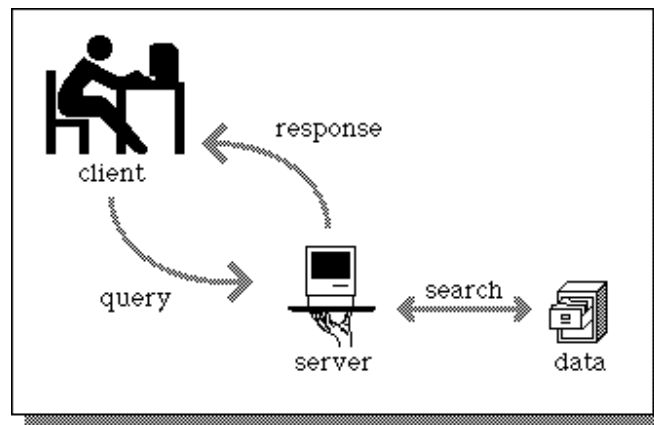 response
client
query
search
server
data